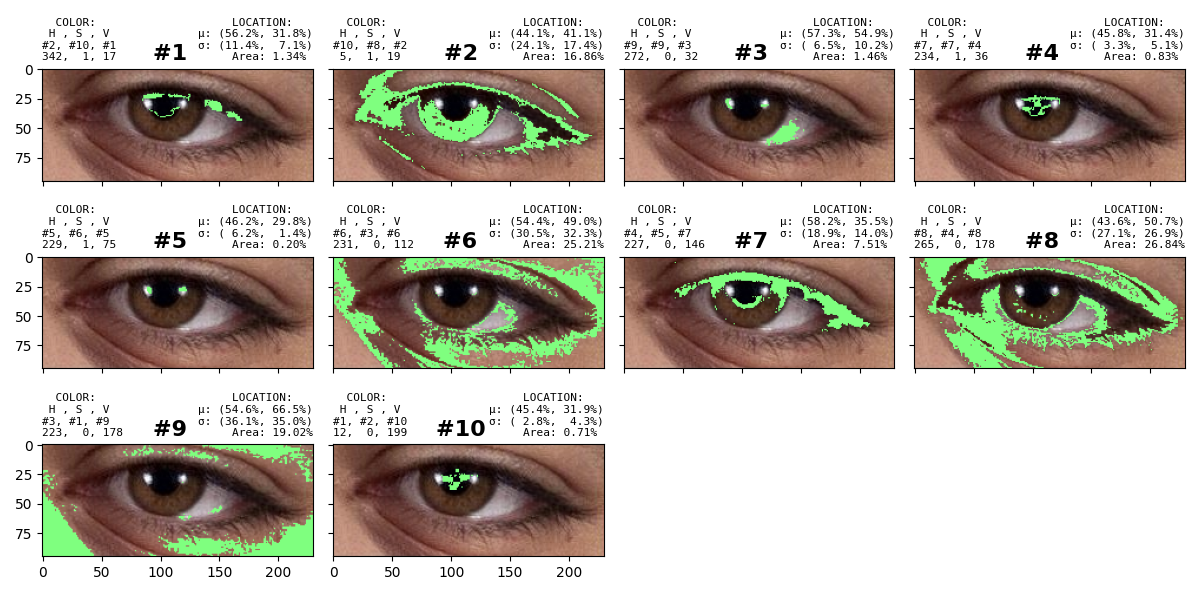 COLOR: LOCATION:
H , S , V μ: (56.2%, 31.8%)
#2, #10, #1 #1 σ: (11.4%, 7.1%)
342, 1, 17 Area: 1.34%
COLOR: LOCATION:
H , S , V μ: (44.1%, 41.1%)
#10, #8, #2 #2 σ: (24.1%, 17.4%)
5, 1, 19 Area: 16.86%
COLOR: LOCATION:
H , S , V μ: (57.3%, 54.9%)
#9, #9, #3 #3 σ: ( 6.5%, 10.2%)
272, 0, 32 Area: 1.46%
COLOR: LOCATION:
H , S , V μ: (45.8%, 31.4%)
#7, #7, #4 #4 σ: ( 3.3%, 5.1%)
234, 1, 36 Area: 0.83%
0
25
50
75
COLOR: LOCATION:
H , S , V μ: (46.2%, 29.8%)
#5, #6, #5 #5 σ: ( 6.2%, 1.4%)
229, 1, 75 Area: 0.20%
COLOR: LOCATION:
H , S , V μ: (54.4%, 49.0%)
#6, #3, #6 #6 σ: (30.5%, 32.3%)
231, 0, 112 Area: 25.21%
COLOR: LOCATION:
H , S , V μ: (58.2%, 35.5%)
#4, #5, #7 #7 σ: (18.9%, 14.0%)
227, 0, 146 Area: 7.51%
COLOR: LOCATION:
H , S , V μ: (43.6%, 50.7%)
#8, #4, #8 #8 σ: (27.1%, 26.9%)
265, 0, 178 Area: 26.84%
0
25
50
75
COLOR: LOCATION:
H , S , V μ: (54.6%, 66.5%)
#3, #1, #9 #9 σ: (36.1%, 35.0%)
223, 0, 178 Area: 19.02%
COLOR: LOCATION:
H , S , V μ: (45.4%, 31.9%)
#1, #2, #10 #10 σ: ( 2.8%, 4.3%)
12, 0, 199 Area: 0.71%
0
25
50
75
0 50 100 150 200
0 50 100 150 200